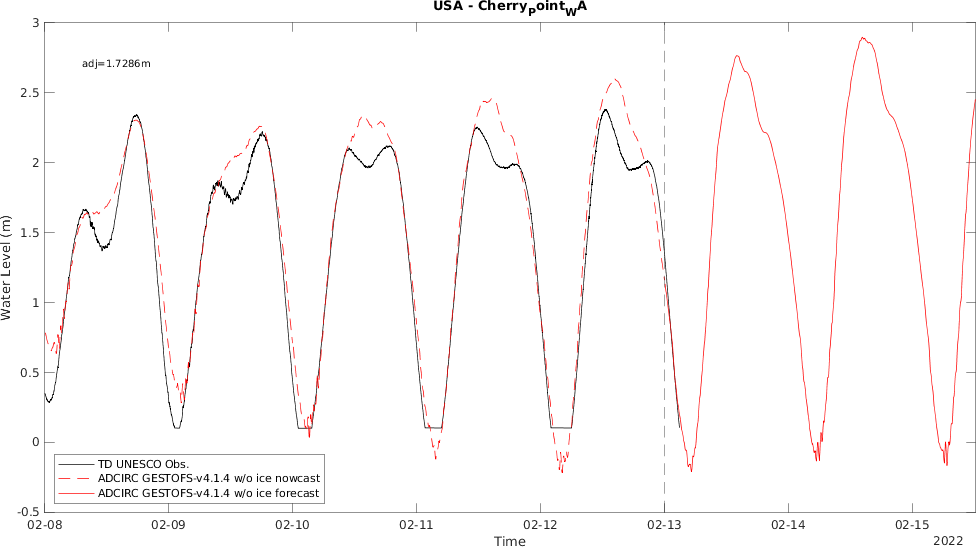 USA - CherryPointWA
3
adj=1.7286m
2.5
2
1.5
1
0.5
0
-0.5
Water Level (m)
TD UNESCO Obs.
ADCIRC GESTOFS-v4.1.4 w/o ice nowcast
ADCIRC GESTOFS-v4.1.4 w/o ice forecast
02-08 02-09 02-10 02-11 02-12 02-13 02-14 02-15
Time
2022